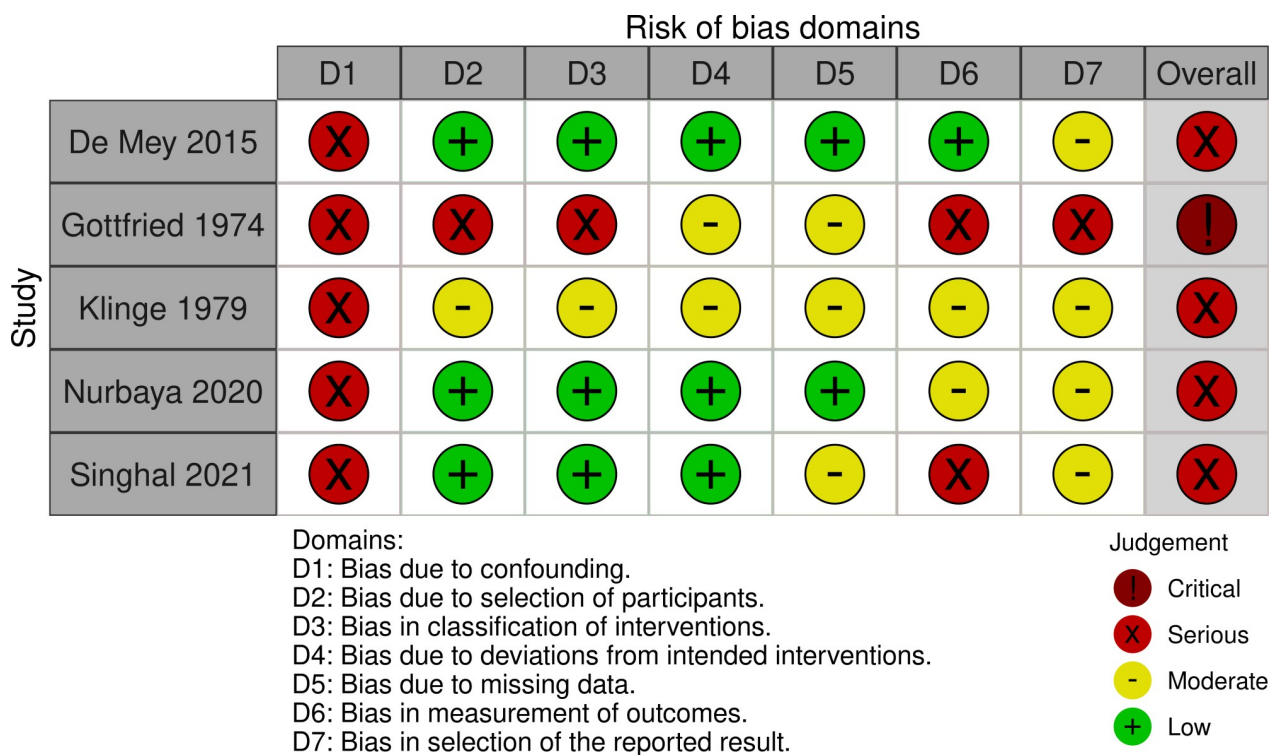 Risk of bias domains
D1 D2 D3 D4 D5 D6 D7 Overall
Study
De Mey 2015 X + + + + + - X
Gottfried 1974 X X X - - X X !
Klinge 1979 X - - - - - - X
Nurbaya 2020 X + + + + - - X
Singhal 2021 X + + + - X - X
Domains:
D1: Bias due to confounding.
D2: Bias due to selection of participants.
D3: Bias in classification of interventions.
D4: Bias due to deviations from intended interventions.
D5: Bias due to missing data.
D6: Bias in measurement of outcomes.
D7: Bias in selection of the reported result.
Judgement
! Critical
X Serious
- Moderate
+ Low